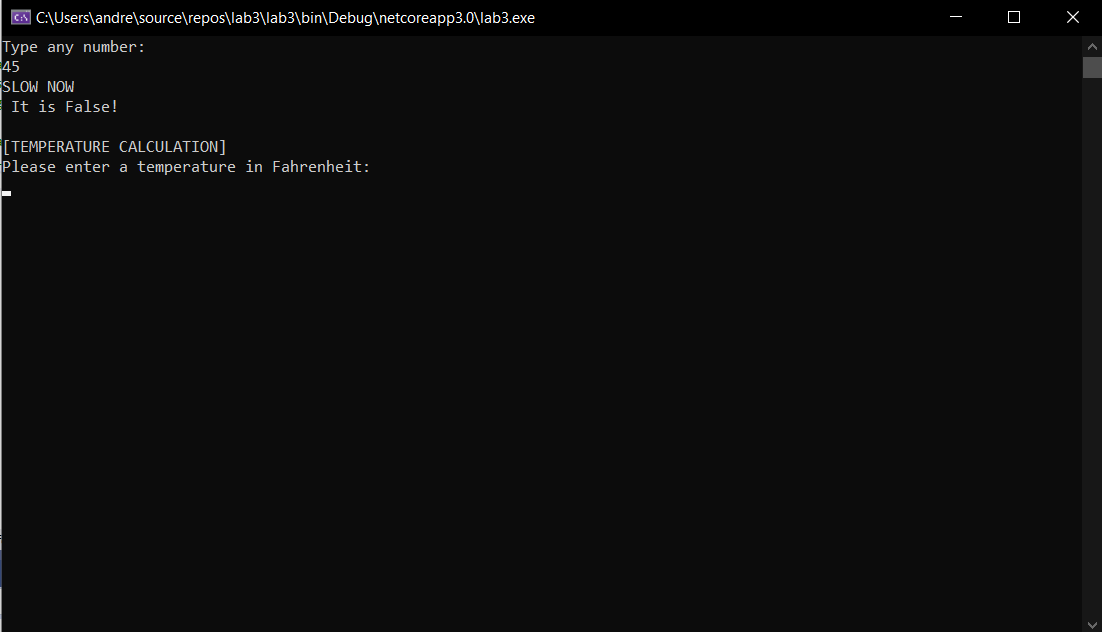 C:\Users\andre\source\repos\lab3\lab3\bin\Debug\netcoreapp3.0\lab3.exe
Type any number:
45
SLOW NOW
It is False!
[TEMPERATURE CALCULATION]
Please enter a temperature in Fahrenheit: